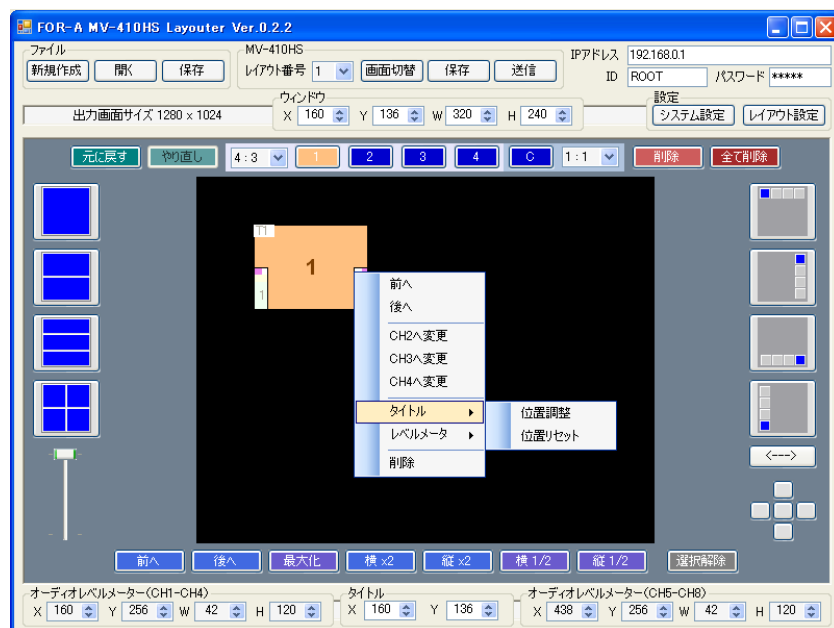 FOR-A MV-410HS Layouter Ver.0.2.2
ファイル
新規作成 開く 保存
MV-410HS
レイアウト番号 1 画面切替 保存 送信
IPアドレス 192.168.0.1
ID ROOT パスワード *****
出力画面サイズ 1280 x 1024
ウィンドウ
X 160 Y 136 W 320 H 240
設定
システム設定 レイアウト設定
元に戻す やり直し 4:3 1 2 3 4 C 1:1 削除 全て削除
T1
1
1
前へ
後へ
CH2へ変更
CH3へ変更
CH4へ変更
タイトル
レベルメータ
削除
位置調整
位置リセット
<--->
前へ 後へ 最大化 横 x2 縦 x2 横 1/2 縦 1/2 選択解除
オーディオレベルメーター(CH1-CH4)
X 160 Y 256 W 42 H 120
タイトル
X 160 Y 136
オーディオレベルメーター(CH5-CH8)
X 438 Y 256 W 42 H 120